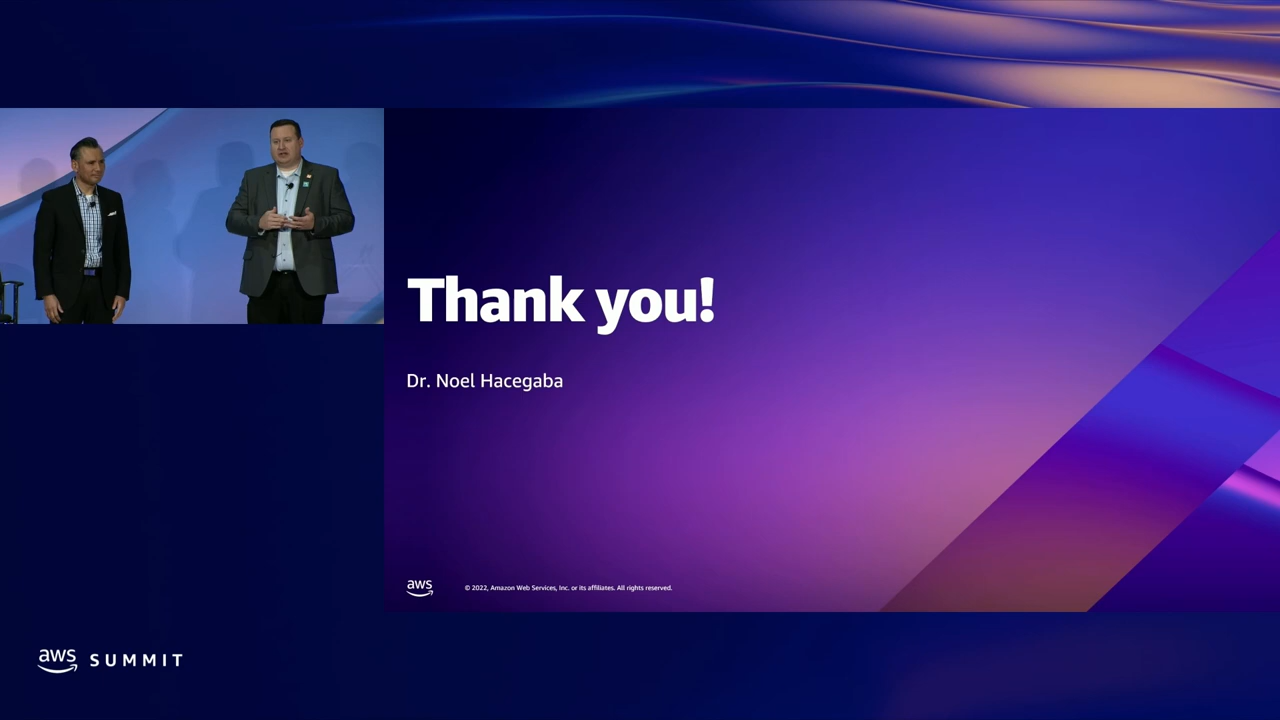 Thank you!
Dr. Noel Hacegaba
aws
© 2022, Amazon Web Services, Inc. or its affiliates. All rights reserved.
aws SUMMIT